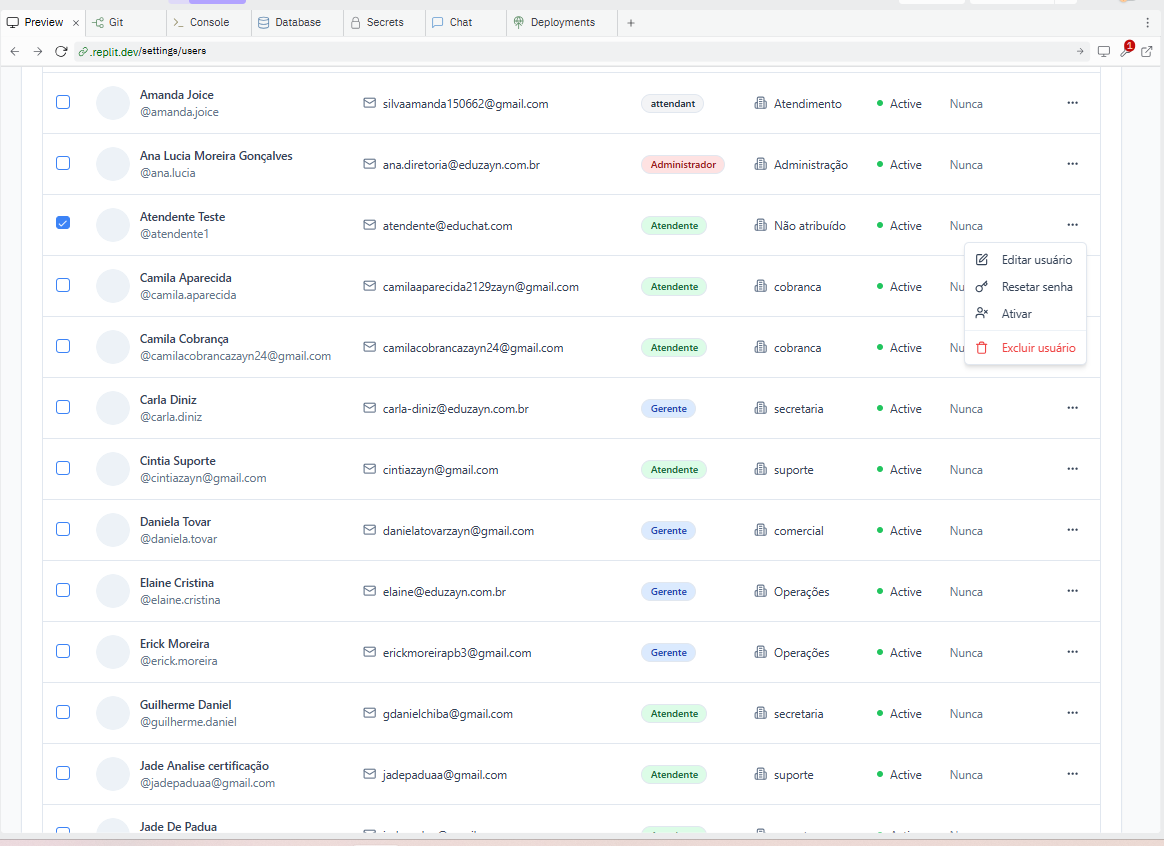 Preview
Git
Console
Database
Secrets
Chat
Deployments
.replit.dev/settings/users
1
Amanda Joice
@amanda.joice
silvaamanda150662@gmail.com
attendant
Atendimento
Active
Nunca
Ana Lucia Moreira Gonçalves
@ana.lucia
ana.diretoria@eduzayn.com.br
Administrador
Administração
Active
Nunca
Atendente Teste
@atendente1
atendente@educhat.com
Atendente
Não atribuído
Active
Nunca
Editar usuário
Resetar senha
Ativar
Excluir usuário
Camila Aparecida
@camila.aparecida
camilaaparecida2129zayn@gmail.com
Atendente
cobranca
Active
Nu
Camila Cobrança
@camilacobrancazayn24@gmail.com
camilacobrancazayn24@gmail.com
Atendente
cobranca
Active
Nu
Carla Diniz
@carla.diniz
carla-diniz@eduzayn.com.br
Gerente
secretaria
Active
Nunca
Cintia Suporte
@cintiazayn@gmail.com
cintiazayn@gmail.com
Atendente
suporte
Active
Nunca
Daniela Tovar
@daniela.tovar
danielatovarzayn@gmail.com
Gerente
comercial
Active
Nunca
Elaine Cristina
@elaine.cristina
elaine@eduzayn.com.br
Gerente
Operações
Active
Nunca
Erick Moreira
@erick.moreira
erickmoreirapb3@gmail.com
Gerente
Operações
Active
Nunca
Guilherme Daniel
@guilherme.daniel
gdanielchiba@gmail.com
Atendente
secretaria
Active
Nunca
Jade Analise certificação
@jadepaduaa@gmail.com
jadepaduaa@gmail.com
Atendente
suporte
Active
Nunca
Jade De Padua